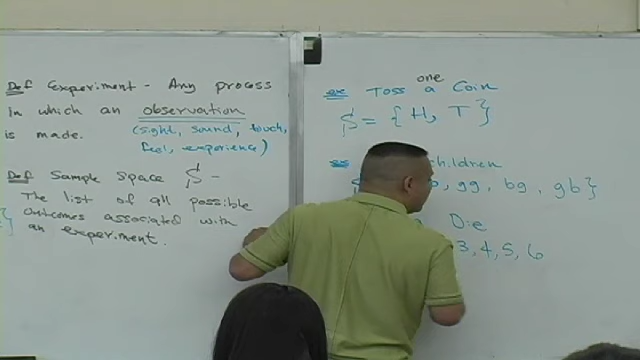 Def Experiment - Any process
in which an observation
is made. (sight, sound, touch,
feel, experience)
Def Sample space S -
The list of all possible
outcomes associated with
an experiment.
}
ex Toss one a Coin
S = { H, T }
ex children
gg, bg, gb }
Die
3, 4, 5, 6